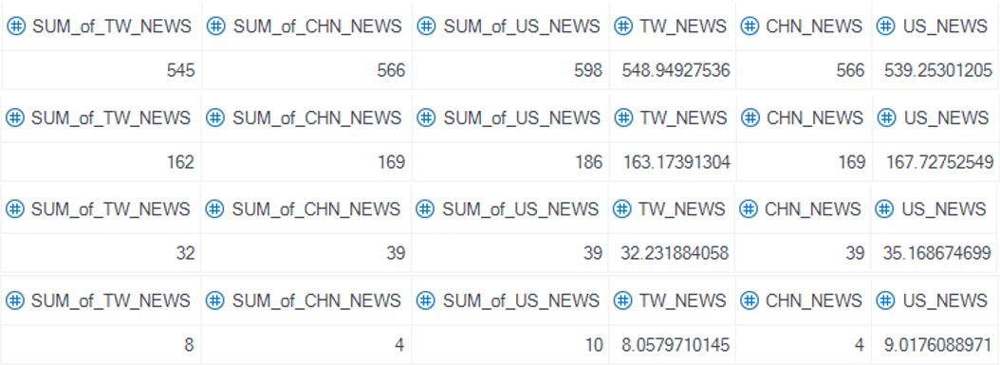 SUM_of_TW_NEWS SUM_of_CHN_NEWS SUM_of_US_NEWS TW_NEWS CHN_NEWS US_NEWS
545 566 598 548.94927536 566 539.25301205
SUM_of_TW_NEWS SUM_of_CHN_NEWS SUM_of_US_NEWS TW_NEWS CHN_NEWS US_NEWS
162 169 186 163.17391304 169 167.72752549
SUM_of_TW_NEWS SUM_of_CHN_NEWS SUM_of_US_NEWS TW_NEWS CHN_NEWS US_NEWS
32 39 39 32.231884058 39 35.168674699
SUM_of_TW_NEWS SUM_of_CHN_NEWS SUM_of_US_NEWS TW_NEWS CHN_NEWS US_NEWS
8 4 10 8.0579710145 4 9.0176088971